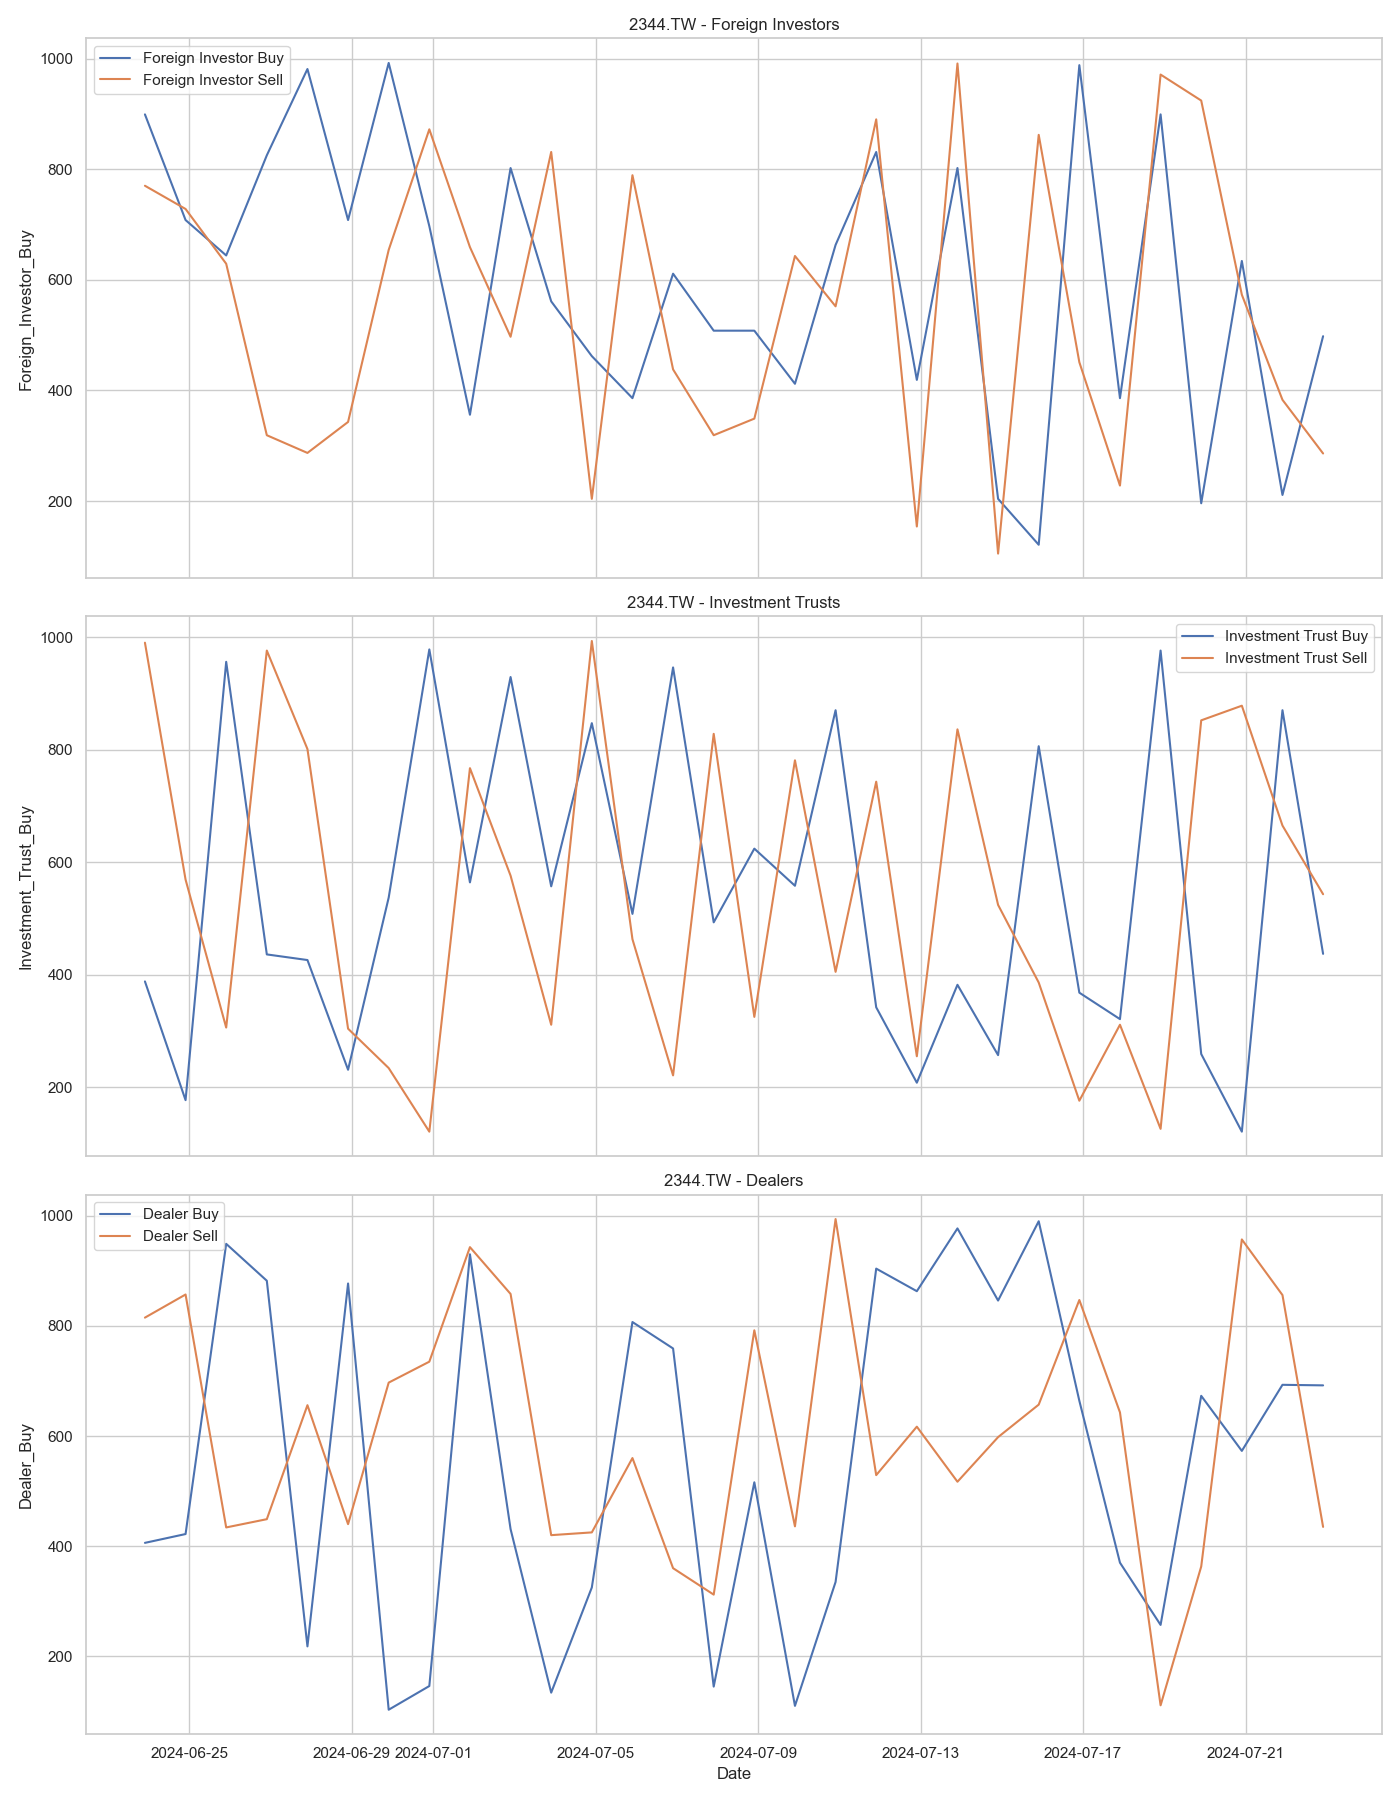 2344.TW - Foreign Investors
Foreign Investor Buy
Foreign Investor Sell
Foreign_Investor_Buy
1000
800
600
400
200
2344.TW - Investment Trusts
Investment Trust Buy
Investment Trust Sell
Investment_Trust_Buy
1000
800
600
400
200
2344.TW - Dealers
Dealer Buy
Dealer Sell
Dealer_Buy
1000
800
600
400
200
2024-06-25 2024-06-29 2024-07-01 2024-07-05 2024-07-09 2024-07-13 2024-07-17 2024-07-21
Date